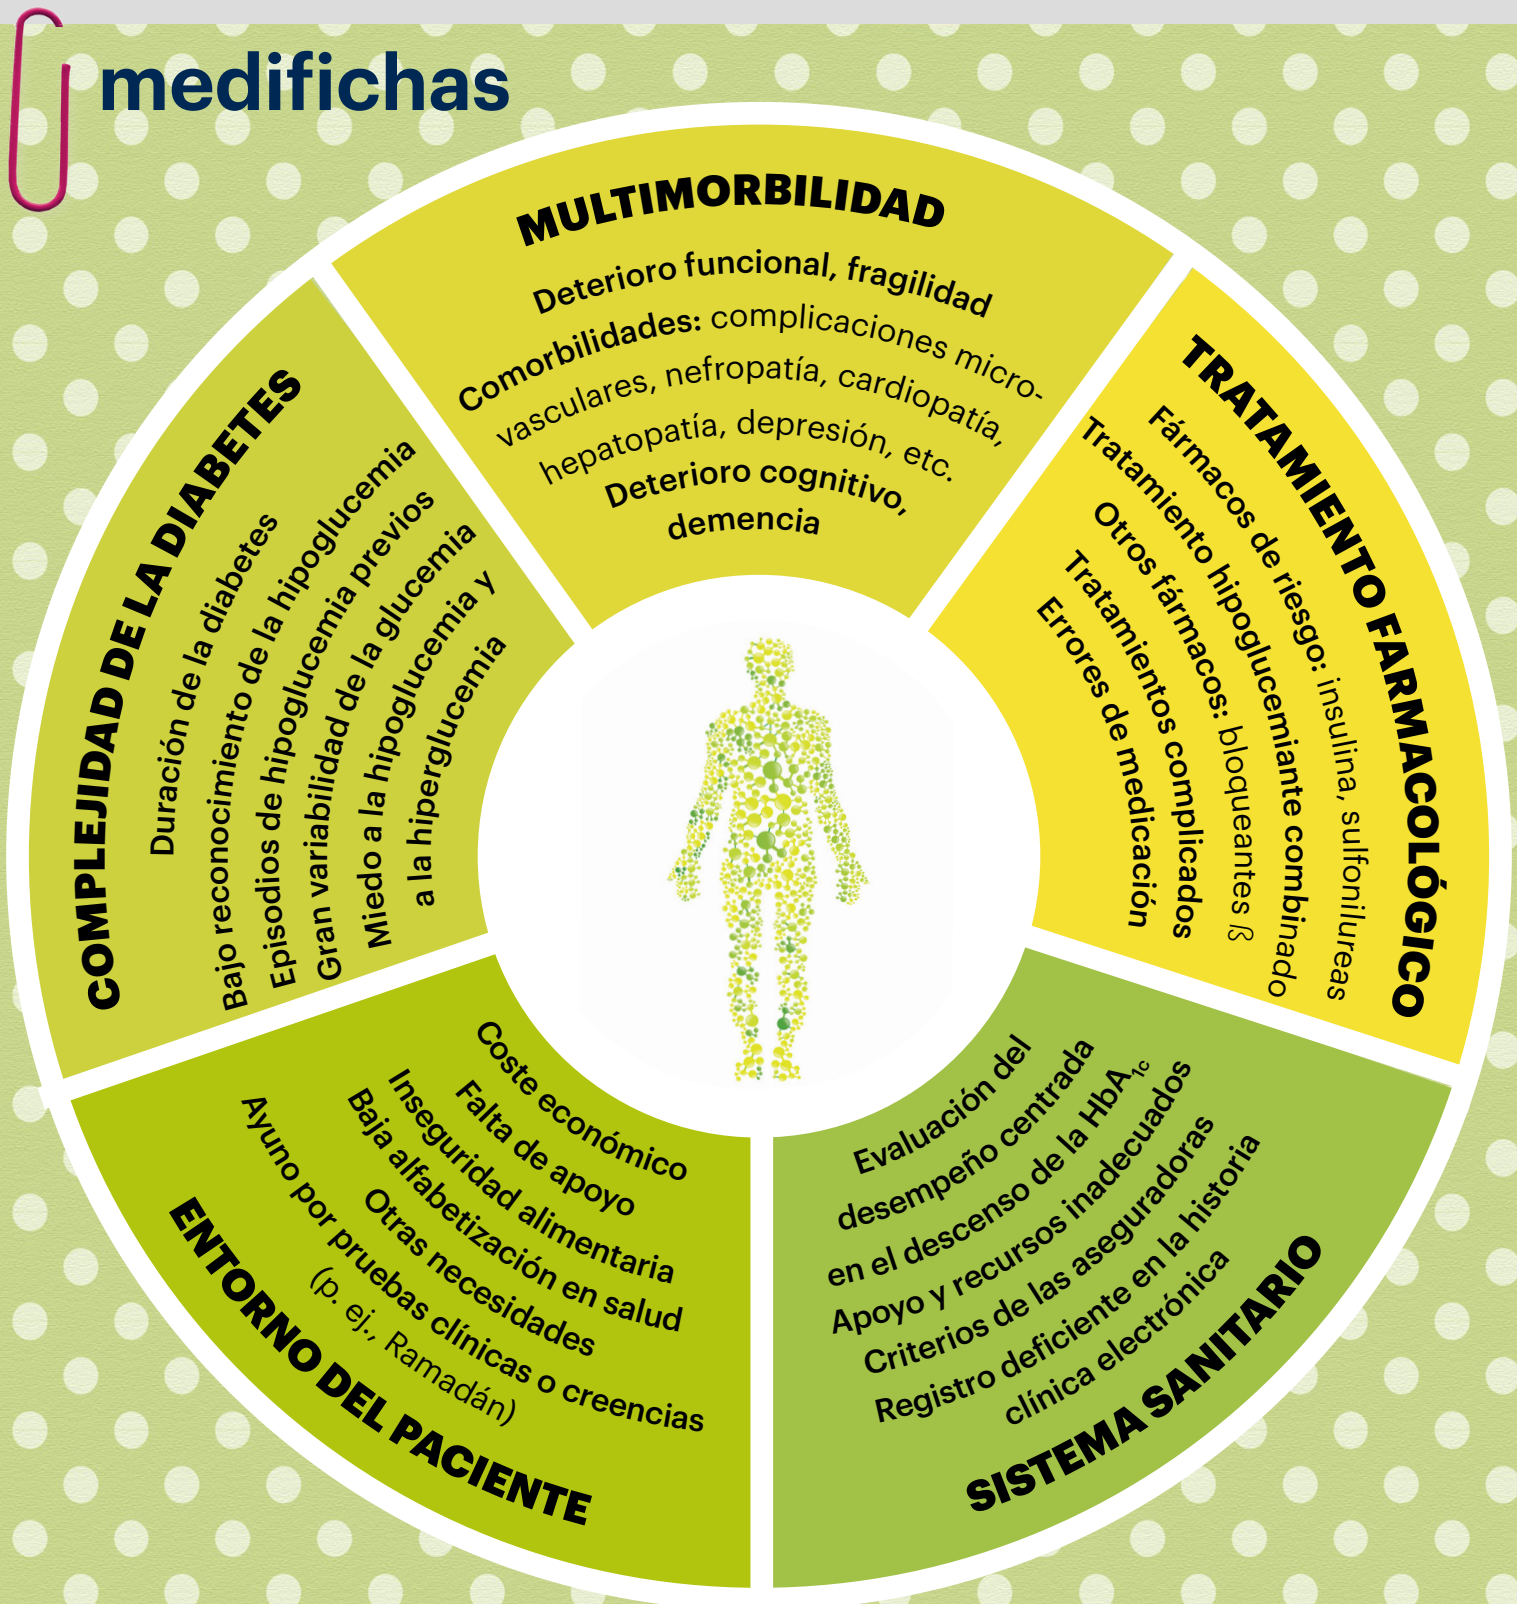 medifichas
MULTIMORBILIDAD
Deterioro funcional, fragilidad
Comorbilidades: complicaciones micro-
vasculares, nefropatía, cardiopatía,
hepatopatía, depresión, etc.
Deterioro cognitivo,
demencia
TRATAMIENTO FARMACOLÓGICO
Fármacos de riesgo: insulina, sulfonilureas
Tratamiento hipoglucemiante combinado
Otros fármacos: bloqueantes ß
Tratamientos complicados
Errores de medicación
SISTEMA SANITARIO
Evaluación del
desempeño centrada
en el descenso de la HbA1c
Apoyo y recursos inadecuados
Criterios de las aseguradoras
Registro deficiente en la historia
clínica electrónica
ENTORNO DEL PACIENTE
Coste económico
Falta de apoyo
Inseguridad alimentaria
Baja alfabetización en salud
Otras necesidades
Ayuno por pruebas clínicas o creencias
(p. ej., Ramadán)
COMPLEJIDAD DE LA DIABETES
Duración de la diabetes
Bajo reconocimiento de la hipoglucemia
Episodios de hipoglucemia previos
Gran variabilidad de la glucemia
Miedo a la hipoglucemia y
a la hiperglucemia